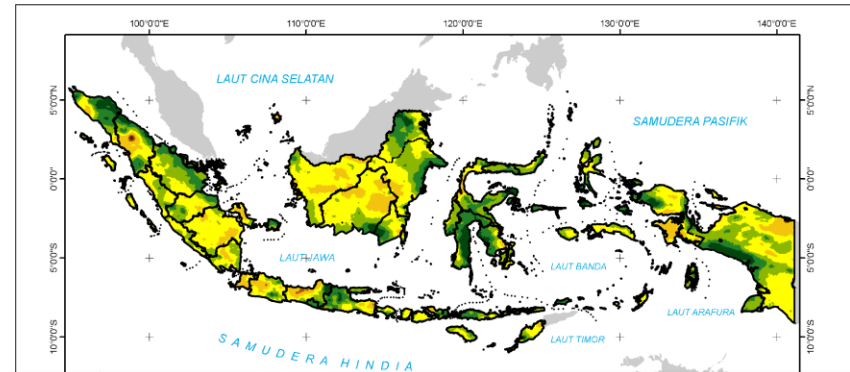 100°0'0"E 110°0'0"E 120°0'0"E 130°0'0"E 140°0'0"E
LAUT CINA SELATAN
SAMUDERA PASIFIK
5°0'0"N 5°0'0"N
0°0'0" 0°0'0"
LAUT JAWA
LAUT BANDA
5°0'0"S 5°0'0"S
LAUT ARAFURA
LAUT TIMOR
10°0'0"S 10°0'0"S
SAMUDERA HINDIA